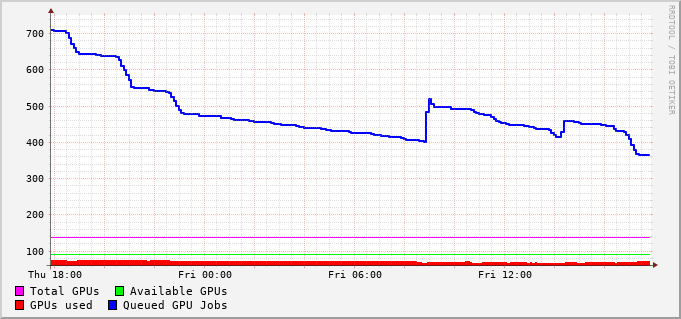 RRDTOOL / TOBI OETIKER
700
600
500
400
300
200
100
Thu 18:00 Fri 00:00 Fri 06:00 Fri 12:00
Total GPUs Available GPUs
GPUs used Queued GPU Jobs